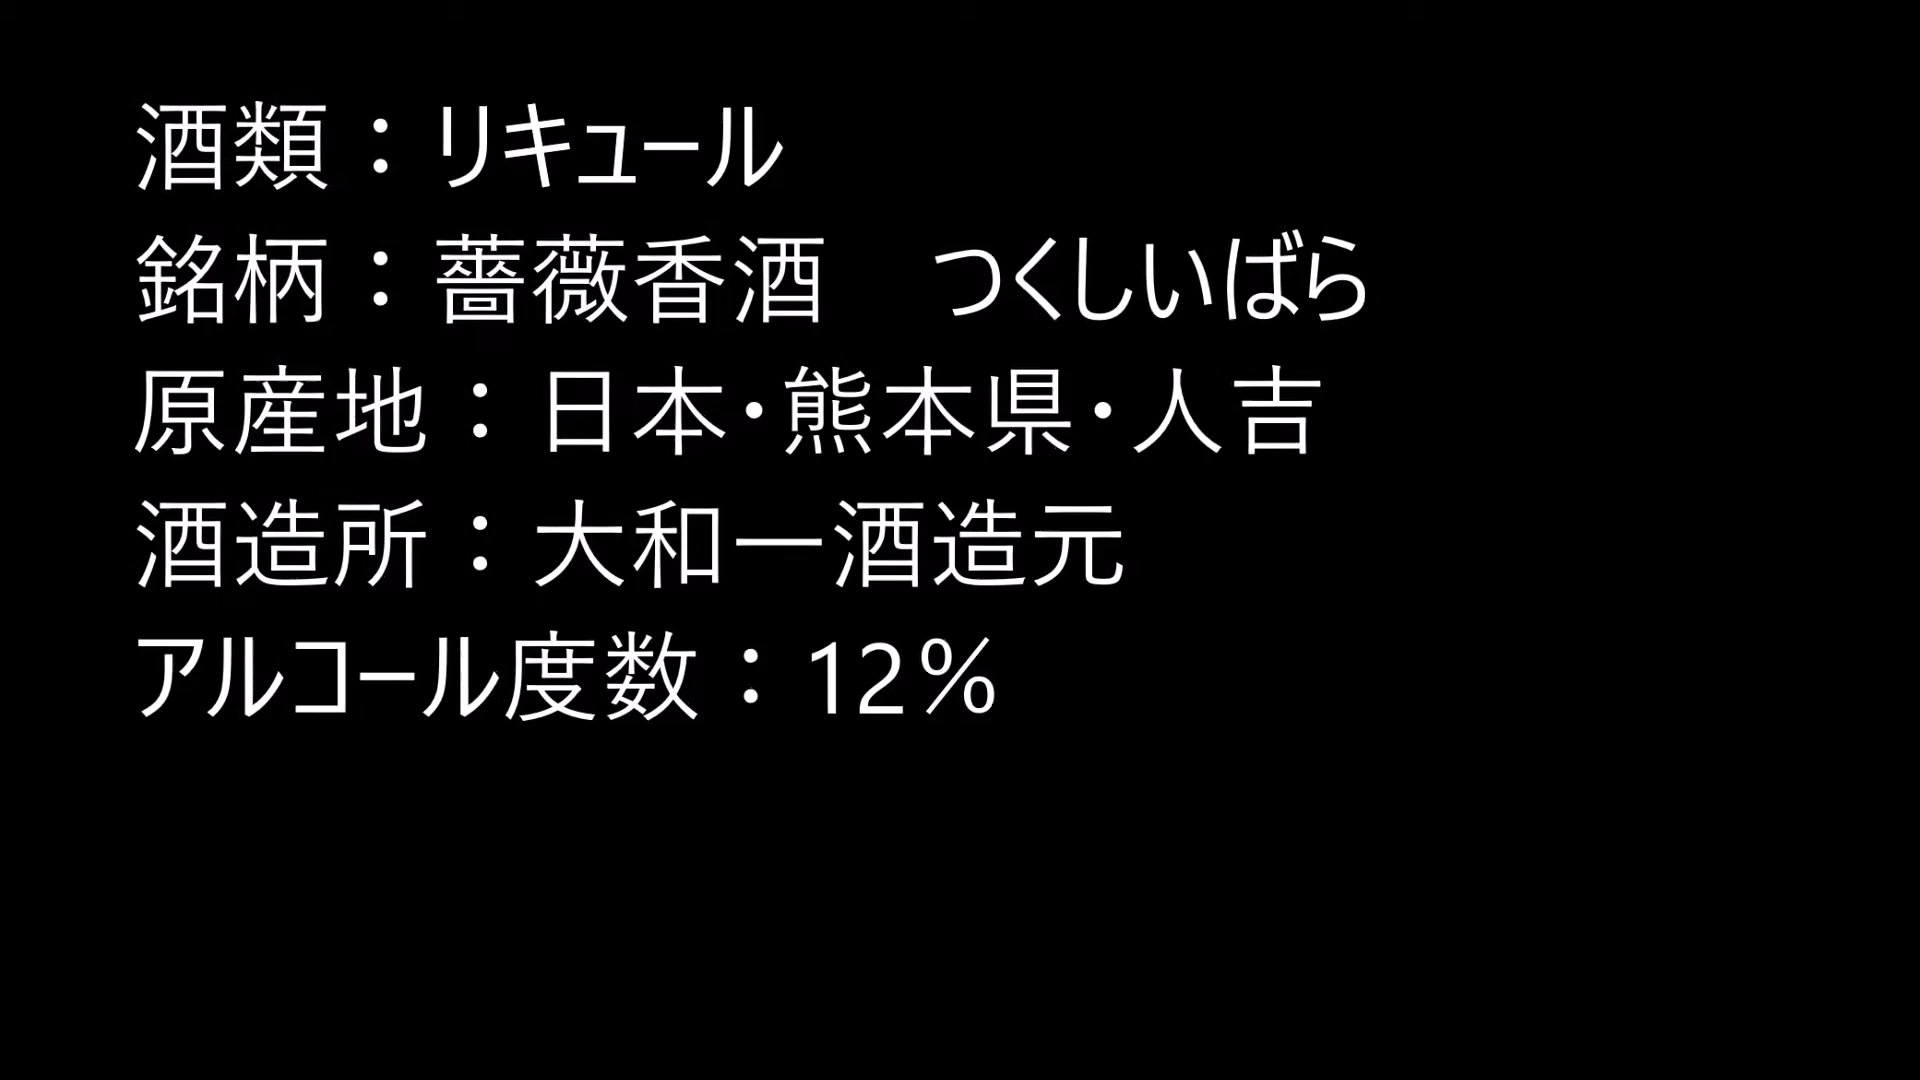 酒類：リキュール
銘柄：薔薇香酒　つくしいばら
原産地：日本・熊本県・人吉
酒造所：大和一酒造元
アルコール度数：12％